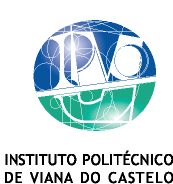 INSTITUTO POLITÉCNICO
DE VIANA DO CASTELO